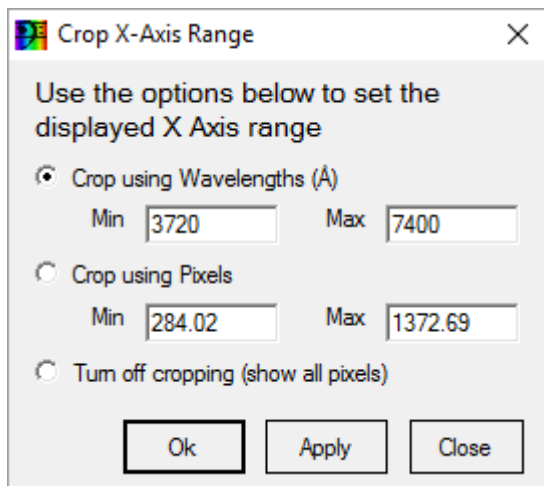 Crop X-Axis Range
Use the options below to set the
displayed X Axis range
Crop using Wavelengths (Å)
Min 3720 Max 7400
Crop using Pixels
Min 284.02 Max 1372.69
Turn off cropping (show all pixels)
Ok Apply Close